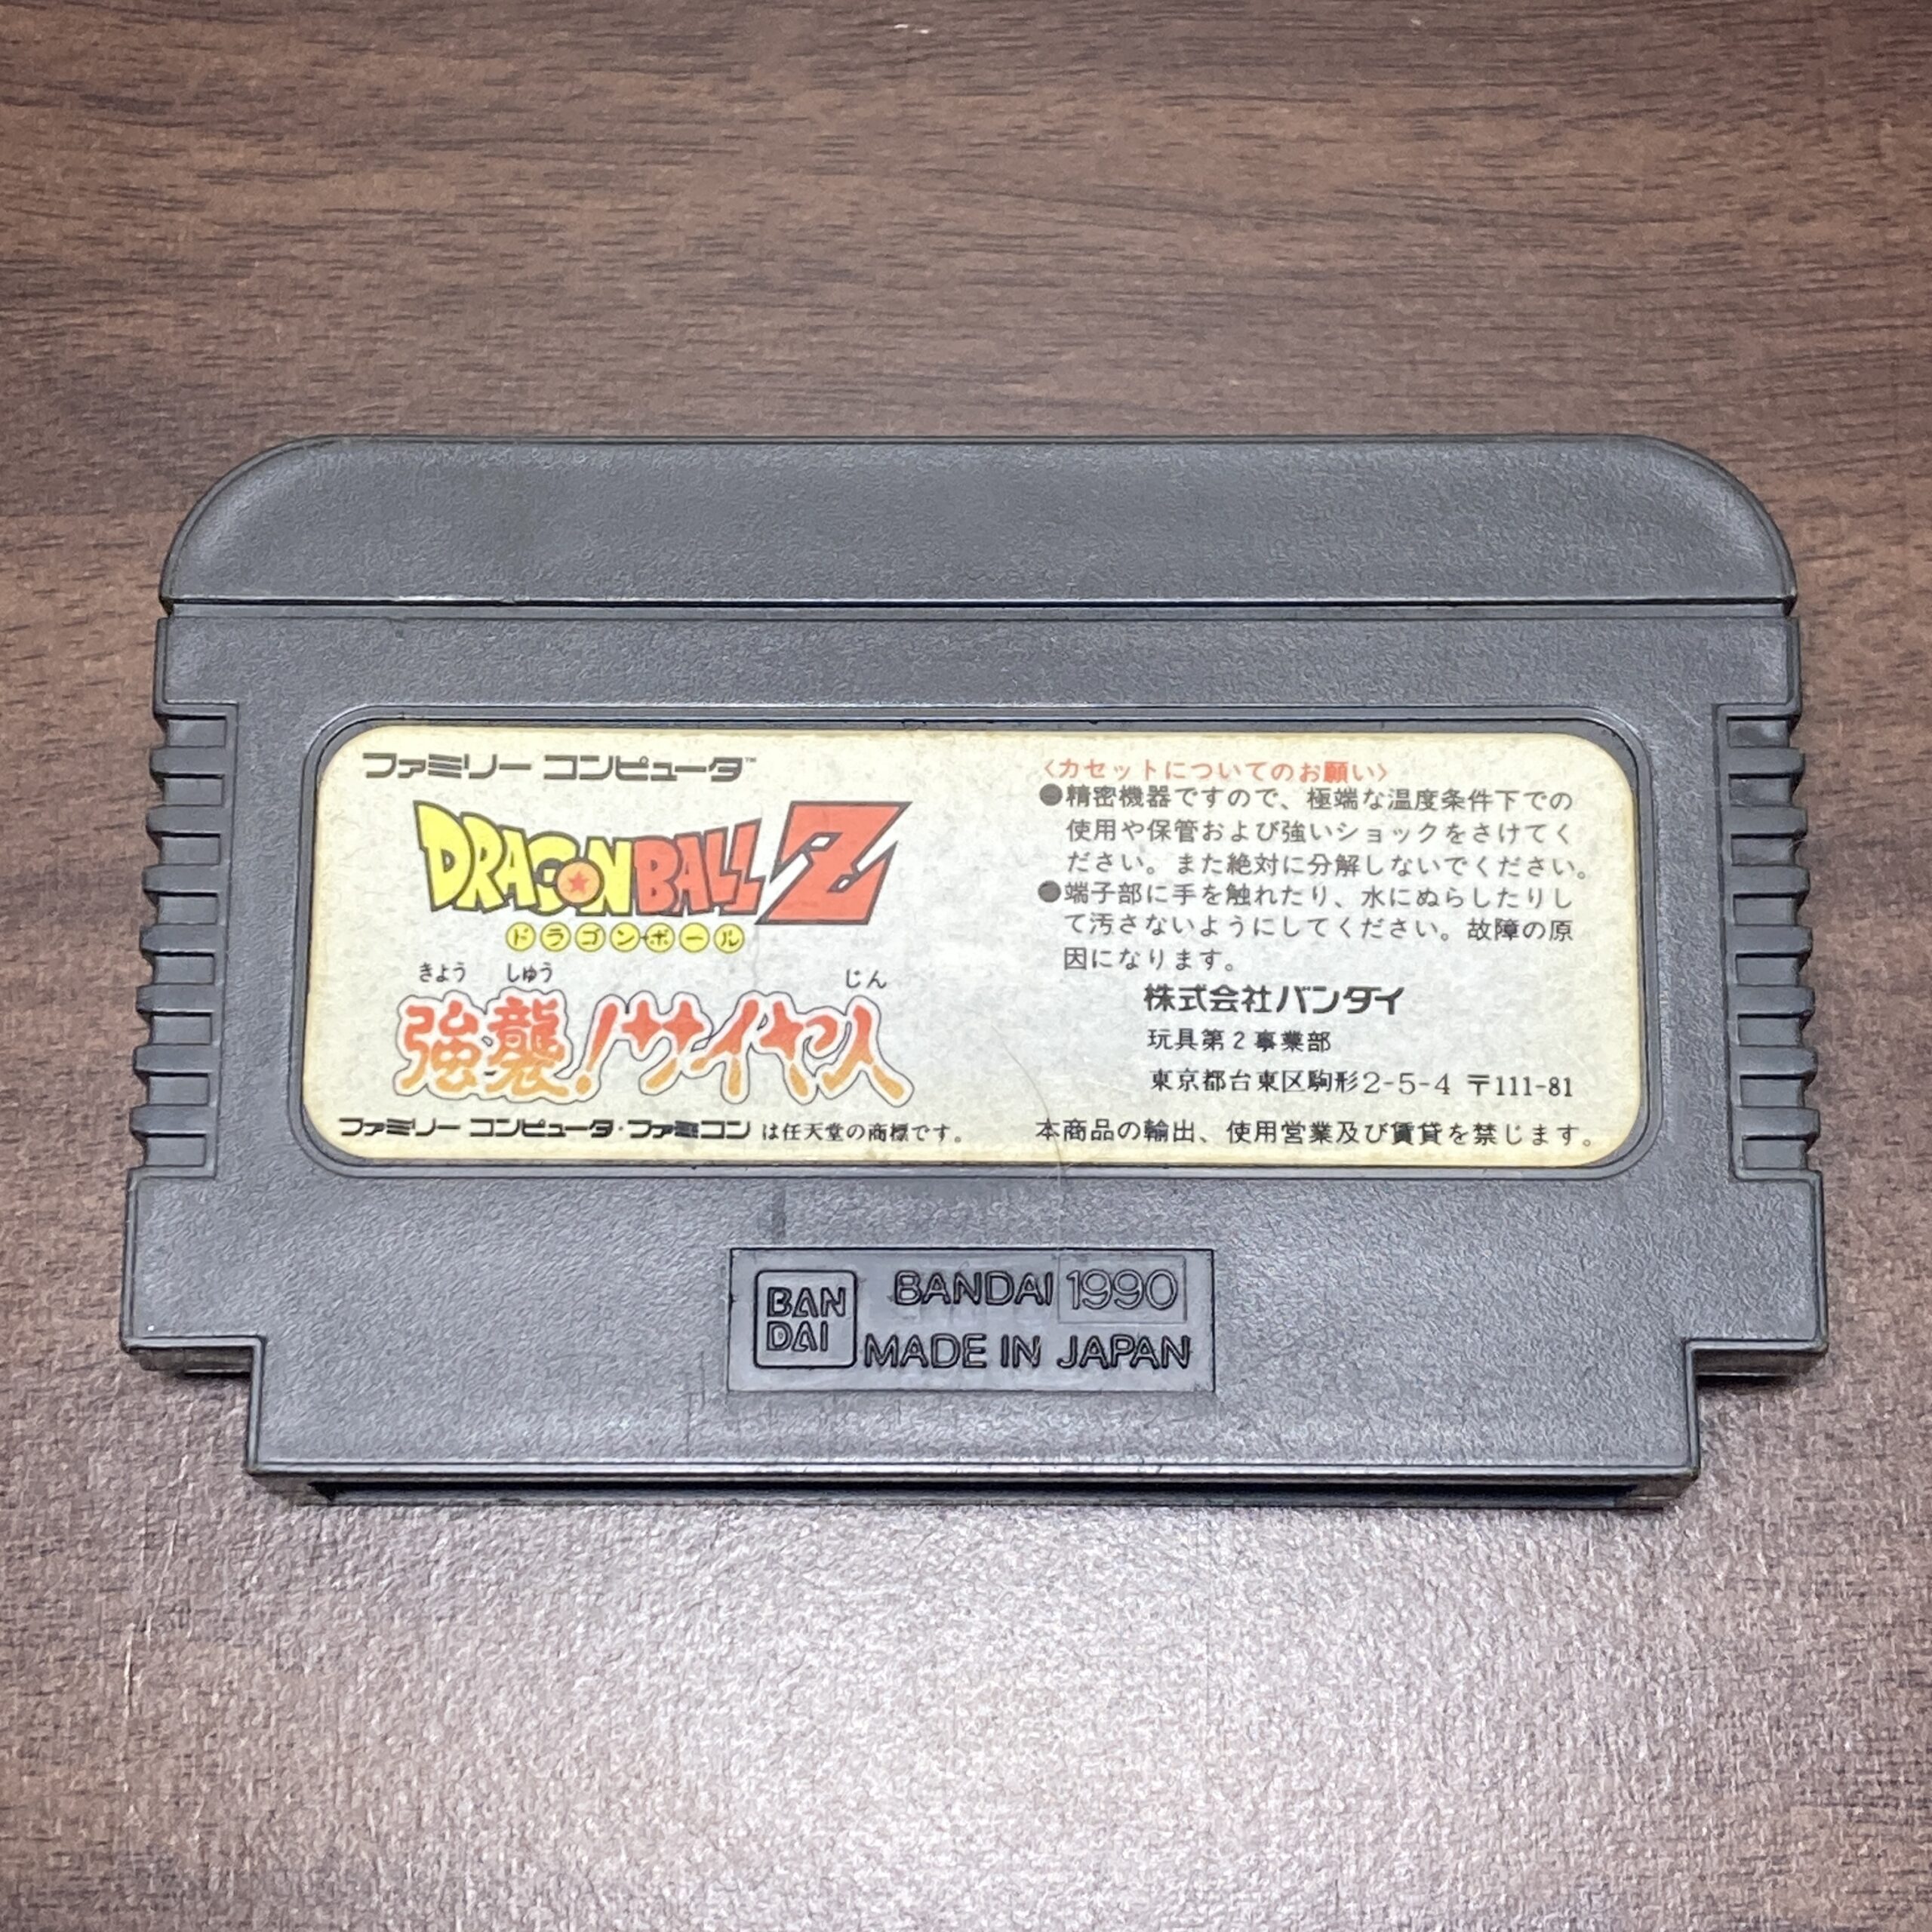 ファミリー コンピュータ™
DRAGONBALL Z
ドラゴンボール
きょう しゅう じん
強襲!サイヤ人
ファミリー コンピュータ・ファミコン は任天堂の商標です。
〈カセットについてのお願い〉
●精密機器ですので、極端な温度条件下での
使用や保管および強いショックをさけてく
ださい。また絶対に分解しないでください。
●端子部に手を触れたり、水にぬらしたりし
て汚さないようにしてください。故障の原
因になります。
株式会社バンダイ
玩具第2事業部
東京都台東区駒形2-5-4 〒111-81
本商品の輸出、使用営業及び賃貸を禁じます。
BAN
DAI
BANDAI 1990
MADE IN JAPAN